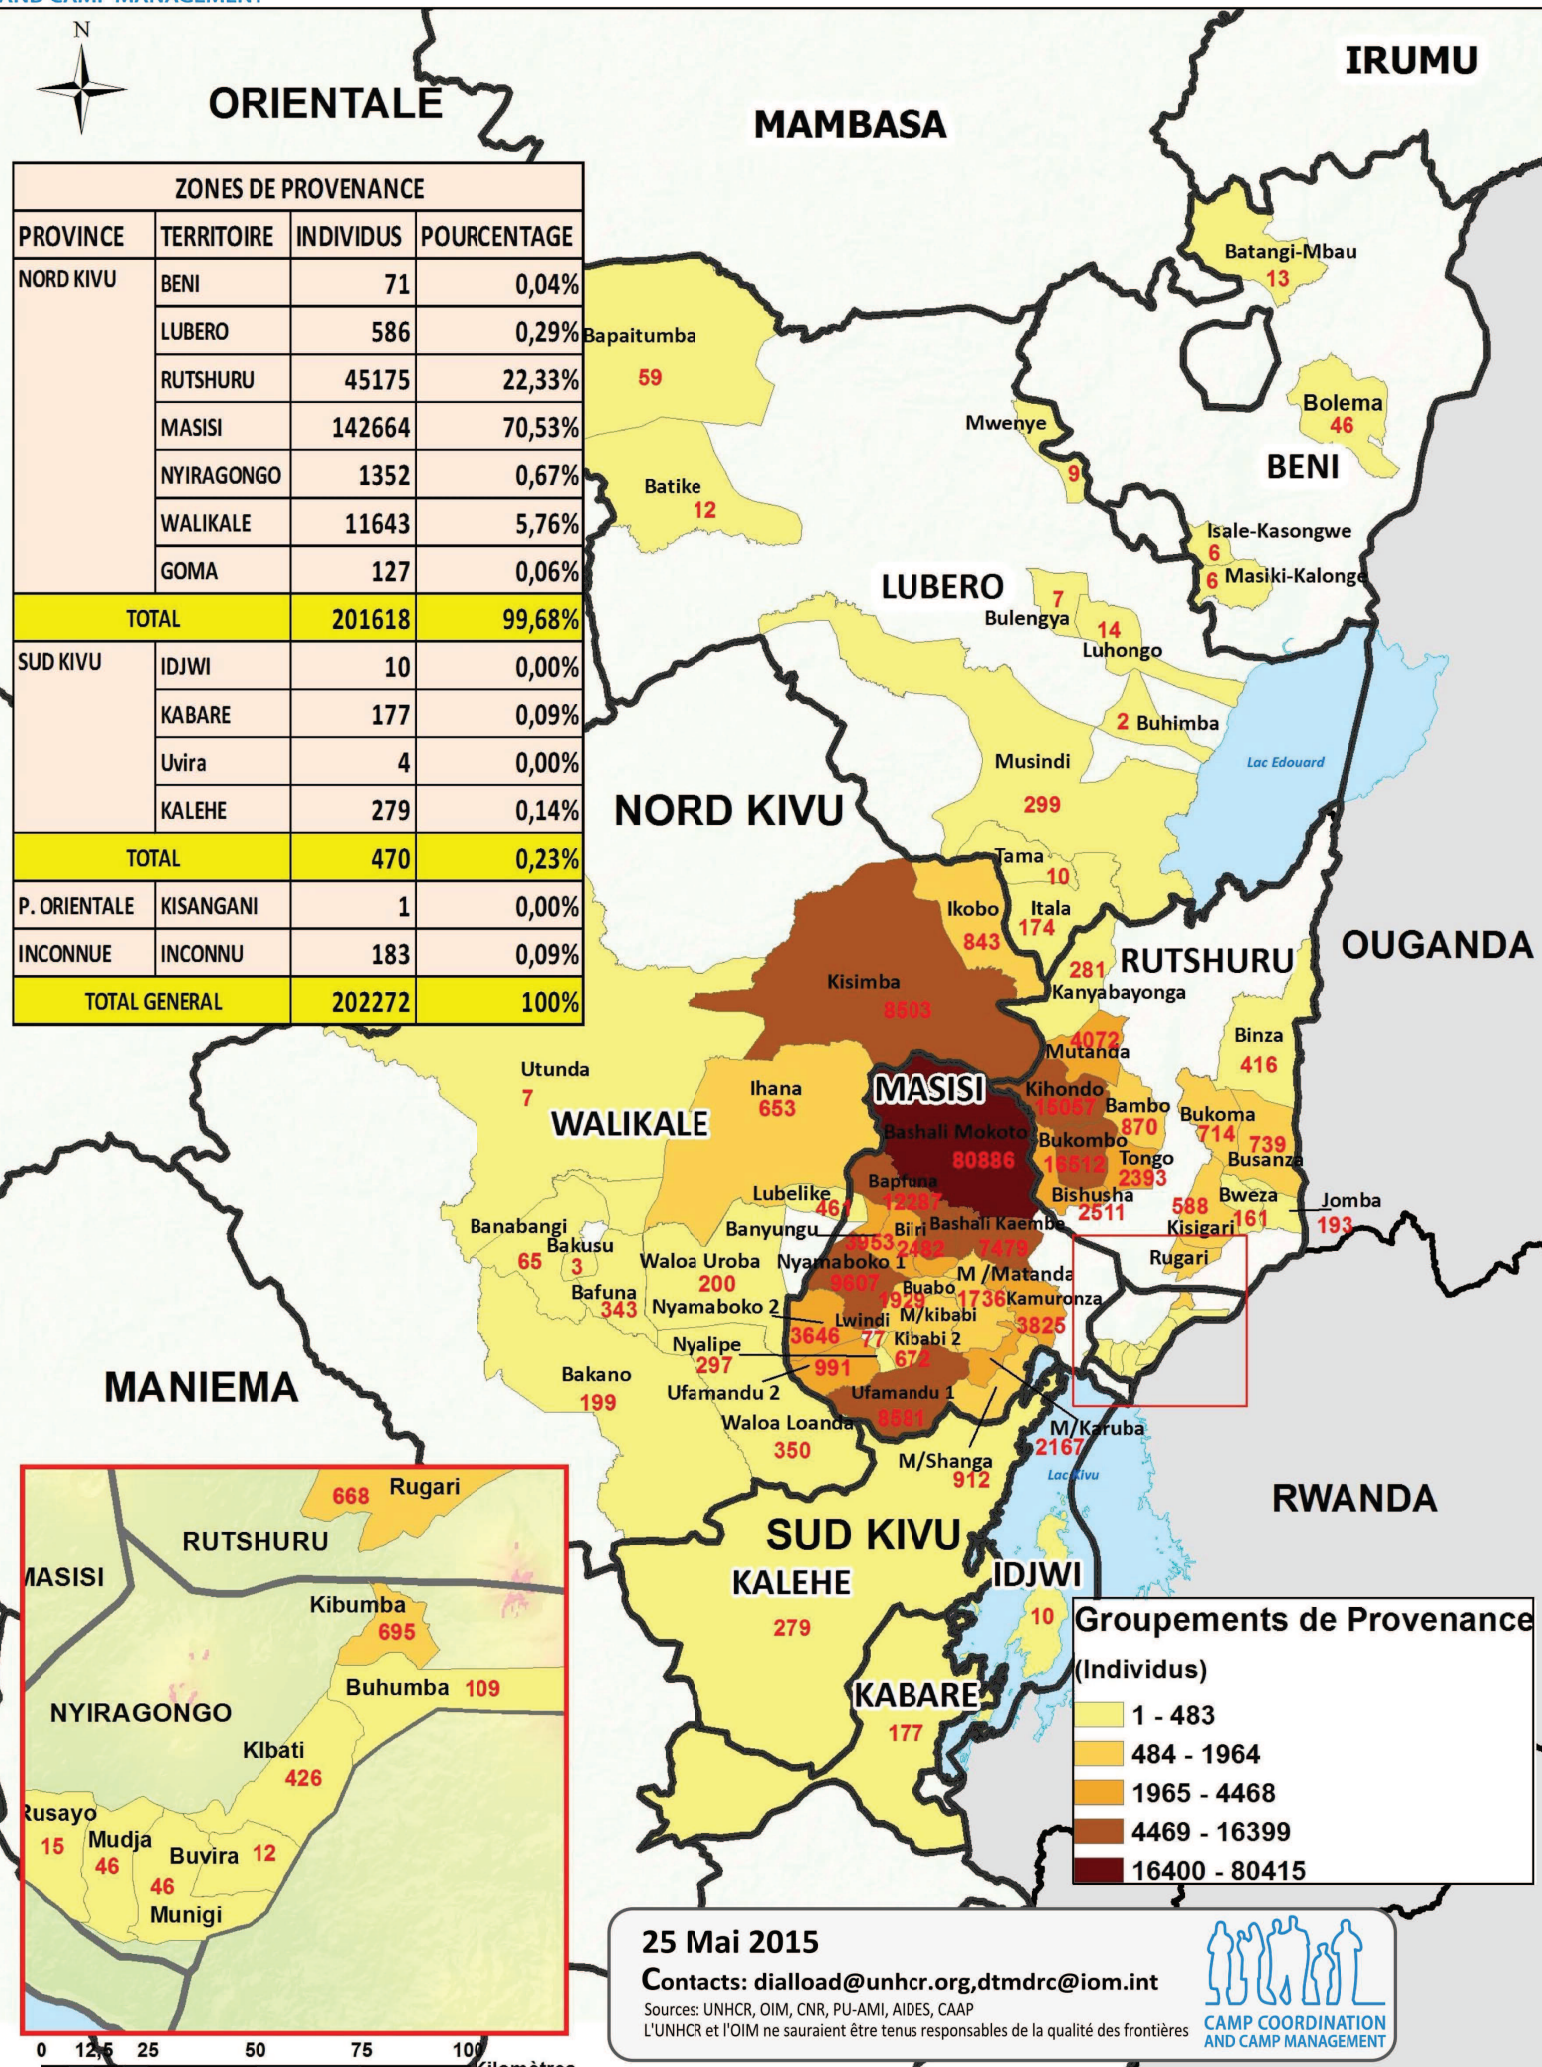 AND CAMP MANAGEMENT
N
ORIENTALE
MAMBASA
IRUMU
ZONES DE PROVENANCE
PROVINCE TERRITOIRE INDIVIDUS POURCENTAGE
NORD KIVU BENI 71 0,04%
LUBERO 586 0,29%
RUTSHURU 45175 22,33%
MASISI 142664 70,53%
NYIRAGONGO 1352 0,67%
WALIKALE 11643 5,76%
GOMA 127 0,06%
TOTAL 201618 99,68%
SUD KIVU IDJWI 10 0,00%
KABARE 177 0,09%
Uvira 4 0,00%
KALEHE 279 0,14%
TOTAL 470 0,23%
P. ORIENTALE KISANGANI 1 0,00%
INCONNUE INCONNU 183 0,09%
TOTAL GENERAL 202272 100%
Batangi-Mbau
13
Bapaitumba
59
Bolema
46
Mwenye
9
BENI
Batike
12
Isale-Kasongwe
6
6 Masiki-Kalonge
LUBERO
7
Bulengya
14
Luhongo
2 Buhimba
Musindi
299
Lac Edouard
NORD KIVU
Tama
10
Itala
174
Ikobo
843
RUTSHURU
OUGANDA
281
Kanyabayonga
Kisimba
8503
4072
Mutanda
Binza
416
Utunda
7
Ihana
653
MASISI
WALIKALE
Kihondo
15057
Bambo
870
Bukoma
714
739
Busanza
Bashali Mokoto
80886
Bukombo
16512
Tongo
2393
Bishusha
2511
Bapfuna
12287
Lubelike
461
588
Kisigari
Bweza
161
Jomba
193
Banabangi
65
Bakusu
3
Banyungu
3953
Biiri
2482
Bashali Kaembe
7479
Rugari
Waloa Uroba
200
Nyamaboko 1
9607
M /Matanda
1736
Bafuna
343
Buabo
1929
Kamuronza
3825
Nyamaboko 2
3646
Lwindi
77
M/kibabi
Kibabi 2
672
Nyalipe
297
991
Ufamandu 2
Bakano
199
Ufamandu 1
8581
MANIEMA
Waloa Loanda
350
M/Karuba
2167
M/Shanga
912
Lac Kivu
RWANDA
SUD KIVU
KALEHE
279
IDJWI
10
KABARE
177
668 Rugari
RUTSHURU
MASISI
Kibumba
695
Buhumba 109
NYIRAGONGO
KIbati
426
Rusayo
15
Mudja
46
Buvira 12
46
Munigi
Groupements de Provenance
(Individus)
1 - 483
484 - 1964
1965 - 4468
4469 - 16399
16400 - 80415
25 Mai 2015
Contacts: dialload@unhcr.org,dtmdrc@iom.int
Sources: UNHCR, OIM, CNR, PU-AMI, AIDES, CAAP
L'UNHCR et l'OIM ne sauraient être tenus responsables de la qualité des frontières
CAMP COORDINATION
AND CAMP MANAGEMENT
0 12,5 25 50 75 100
Kilomètres